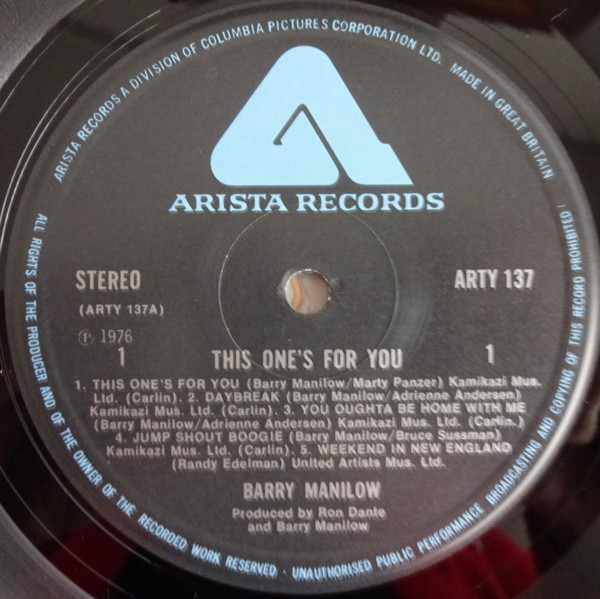 ARISTA RECORDS A DIVISION OF COLUMBIA PICTURES CORPORATION LTD. MADE IN GREAT BRITAIN
ARISTA RECORDS
STEREO
ARTY 137
(ARTY 137A)
Ⓟ 1976
1
THIS ONE'S FOR YOU
1
1. THIS ONE'S FOR YOU (Barry Manilow/Marty Panzer) Kamikazi Mus.
Ltd. (Carlin). 2. DAYBREAK (Barry Manilow/Adrienne Andersen)
Kamikazi Mus. Ltd. (Carlin). 3. YOU OUGHTA BE HOME WITH ME
(Barry Manilow/Adrienne Andersen) Kamikazi Mus. Ltd. (Carlin.)
4. JUMP SHOUT BOOGIE (Barry Manilow/Bruce Sussman)
Kamikazi Mus. Ltd. (Carlin). 5. WEEKEND IN NEW ENGLAND
(Randy Edelman) United Artists Mus. Ltd.
BARRY MANILOW
Produced by Ron Dante
and Barry Manilow
ALL RIGHTS OF THE PRODUCER AND OF THE OWNER OF THE RECORDED WORK RESERVED · UNAUTHORISED PUBLIC PERFORMANCE BROADCASTING AND COPYING OF THIS RECORD PROHIBITED!